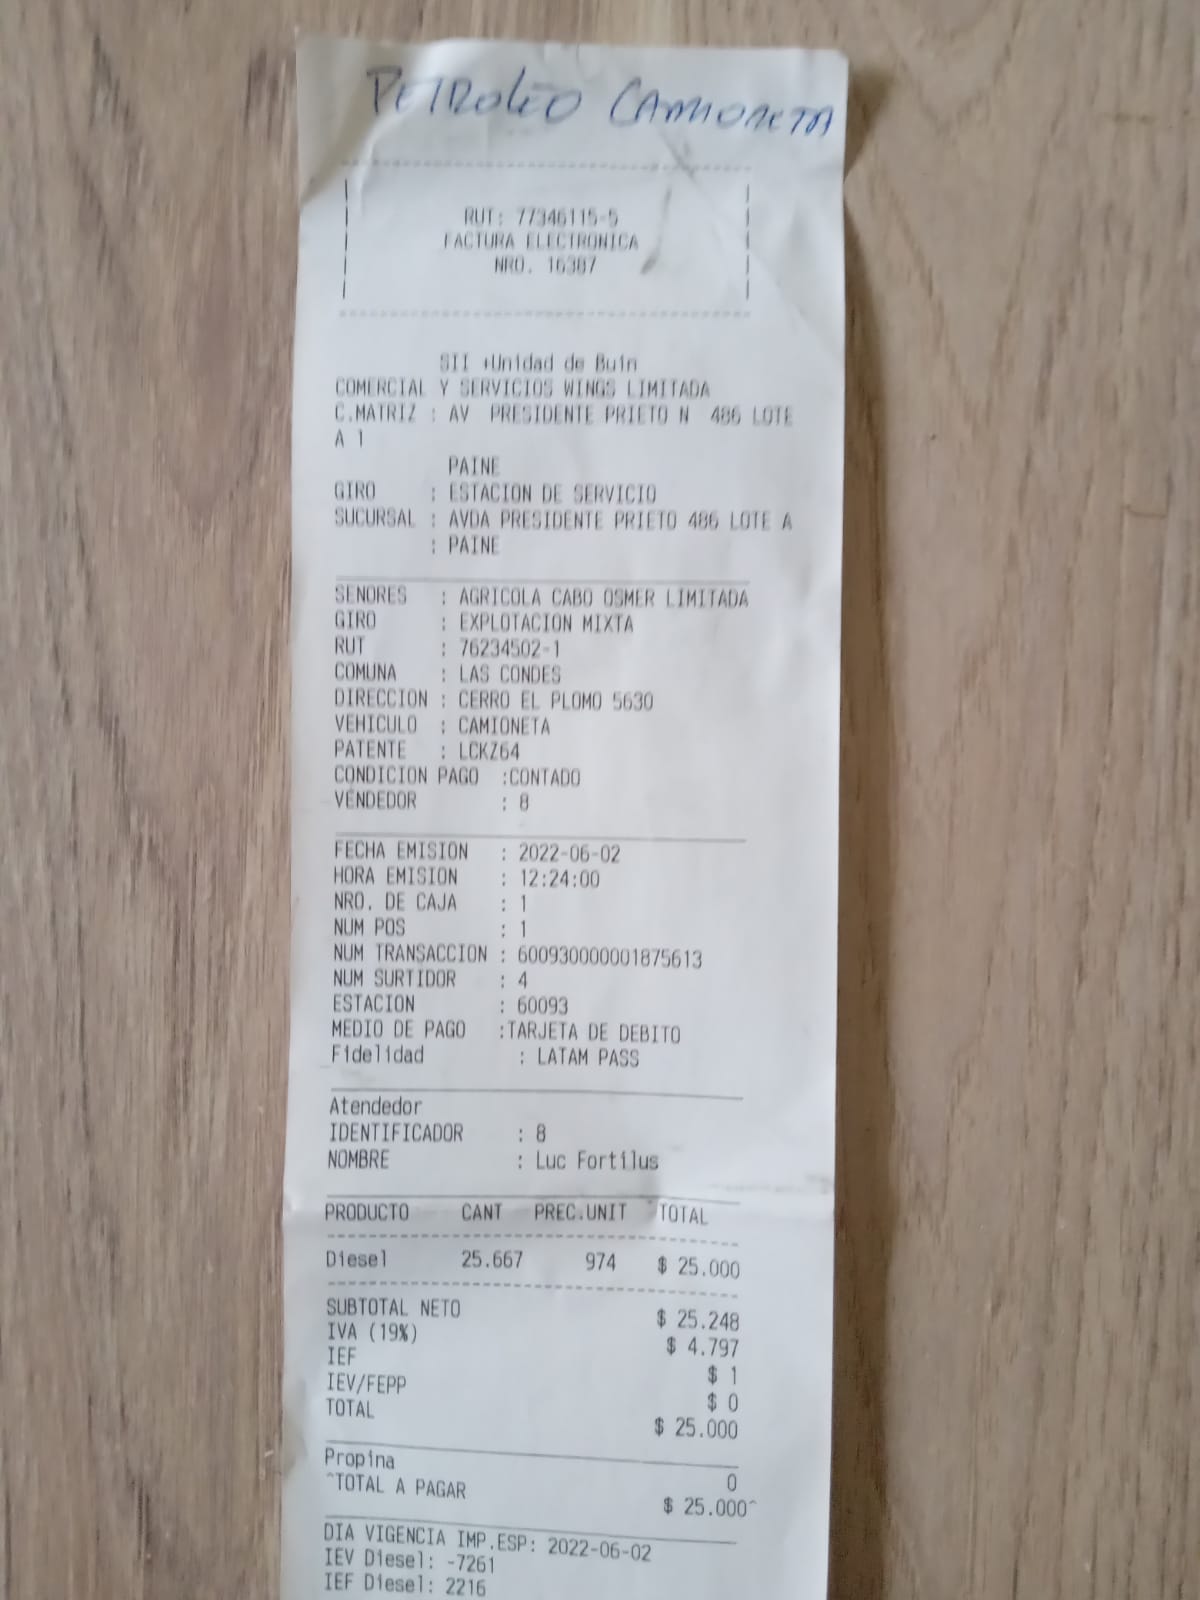 PETROLEO CAMIONETA
RUT: 77346115-5
FACTURA ELECTRONICA
NRO. 16387
SII :Unidad de Buin
COMERCIAL Y SERVICIOS WINGS LIMITADA
C.MATRIZ : AV PRESIDENTE PRIETO N 486 LOTE
A 1
PAINE
GIRO : ESTACION DE SERVICIO
SUCURSAL : AVDA PRESIDENTE PRIETO 486 LOTE A
: PAINE
SENORES : AGRICOLA CABO OSMER LIMITADA
GIRO : EXPLOTACION MIXTA
RUT : 76234502-1
COMUNA : LAS CONDES
DIRECCION : CERRO EL PLOMO 5630
VEHICULO : CAMIONETA
PATENTE : LCKZ64
CONDICION PAGO :CONTADO
VENDEDOR : 8
FECHA EMISION : 2022-06-02
HORA EMISION : 12:24:00
NRO. DE CAJA : 1
NUM POS : 1
NUM TRANSACCION : 600930000001875613
NUM SURTIDOR : 4
ESTACION : 60093
MEDIO DE PAGO :TARJETA DE DEBITO
Fidelidad : LATAM PASS
Atendedor
IDENTIFICADOR : 8
NOMBRE : Luc Fortilus
PRODUCTO CANT PREC.UNIT TOTAL
Diesel 25.667 974 $ 25.000
SUBTOTAL NETO $ 25.248
IVA (19%) $ 4.797
IEF $ 1
IEV/FEPP $ 0
TOTAL $ 25.000
Propina 0
^TOTAL A PAGAR $ 25.000^
DIA VIGENCIA IMP.ESP: 2022-06-02
IEV Diesel: -7261
IEF Diesel: 2216